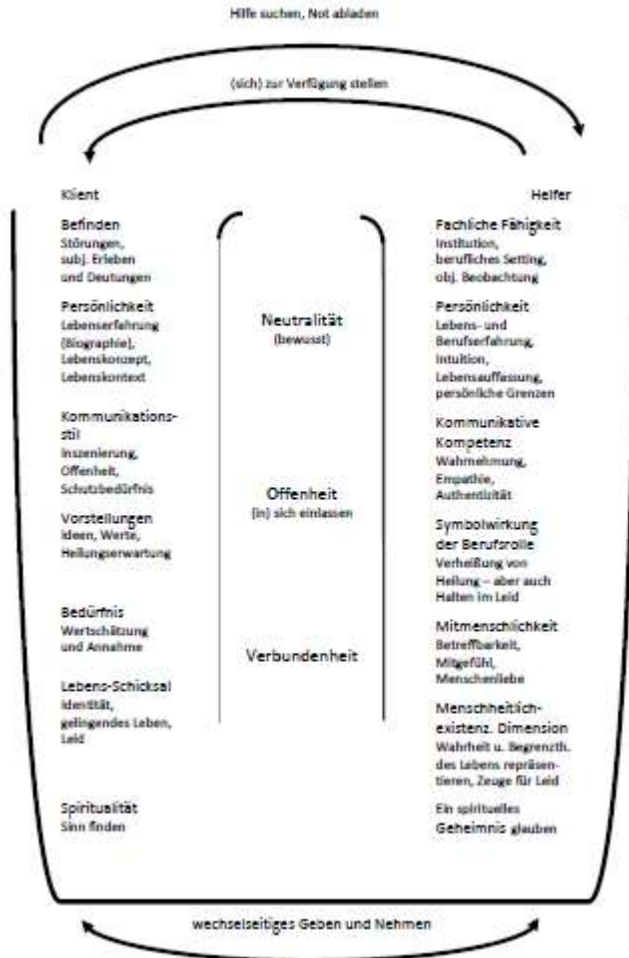 Hilfe suchen, Not abladen
(sich) zur Verfügung stellen
Klient
Befinden
Störungen,
subj. Erleben
und Deutungen
Persönlichkeit
Lebenserfahrung
(Biographie),
Lebenskonzept,
Lebenskontext
Kommunikations-
stil
Inszenierung,
Offenheit,
Schutzbedürfnis
Vorstellungen
Ideen, Werte,
Heilungserwartung
Bedürfnis
Wertschätzung
und Annahme
Lebens-Schicksal
Identität,
gelingendes Leben,
Leid
Spiritualität
Sinn finden
Neutralität
(bewusst)
Offenheit
(in) sich einlassen
Verbundenheit
Helfer
Fachliche Fähigkeit
Institution,
berufliches Setting,
obj. Beobachtung
Persönlichkeit
Lebens- und
Berufserfahrung,
Intuition,
Lebensauffassung,
persönliche Grenzen
Kommunikative
Kompetenz
Wahrnehmung,
Empathie,
Authentizität
Symbolwirkung
der Berufsrolle
Verheißung von
Heilung – aber auch
Halten im Leid
Mitmenschlichkeit
Betreffbarkeit,
Mitgefühl,
Menschenliebe
Menschheitlich-
existenz. Dimension
Wahrheit u. Begrenzth.
des Lebens repräsen-
tieren, Zeuge für Leid
Ein spirituelles
Geheimnis glauben
wechselseitiges Geben und Nehmen